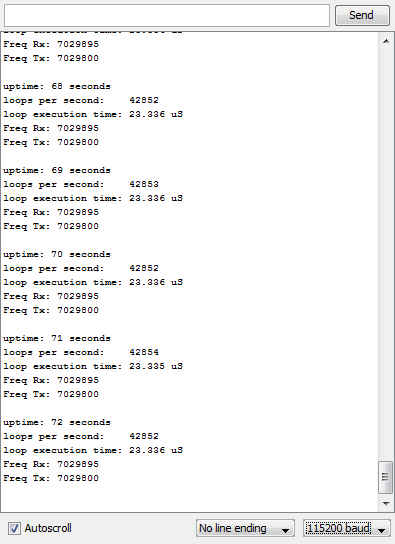 Send
Freq Rx: 7029895
Freq Tx: 7029800
uptime: 68 seconds
loops per second: 42852
loop execution time: 23.336 uS
Freq Rx: 7029895
Freq Tx: 7029800
uptime: 69 seconds
loops per second: 42853
loop execution time: 23.336 uS
Freq Rx: 7029895
Freq Tx: 7029800
uptime: 70 seconds
loops per second: 42852
loop execution time: 23.336 uS
Freq Rx: 7029895
Freq Tx: 7029800
uptime: 71 seconds
loops per second: 42854
loop execution time: 23.335 uS
Freq Rx: 7029895
Freq Tx: 7029800
uptime: 72 seconds
loops per second: 42852
loop execution time: 23.336 uS
Freq Rx: 7029895
Freq Tx: 7029800
Autoscroll No line ending 115200 baud